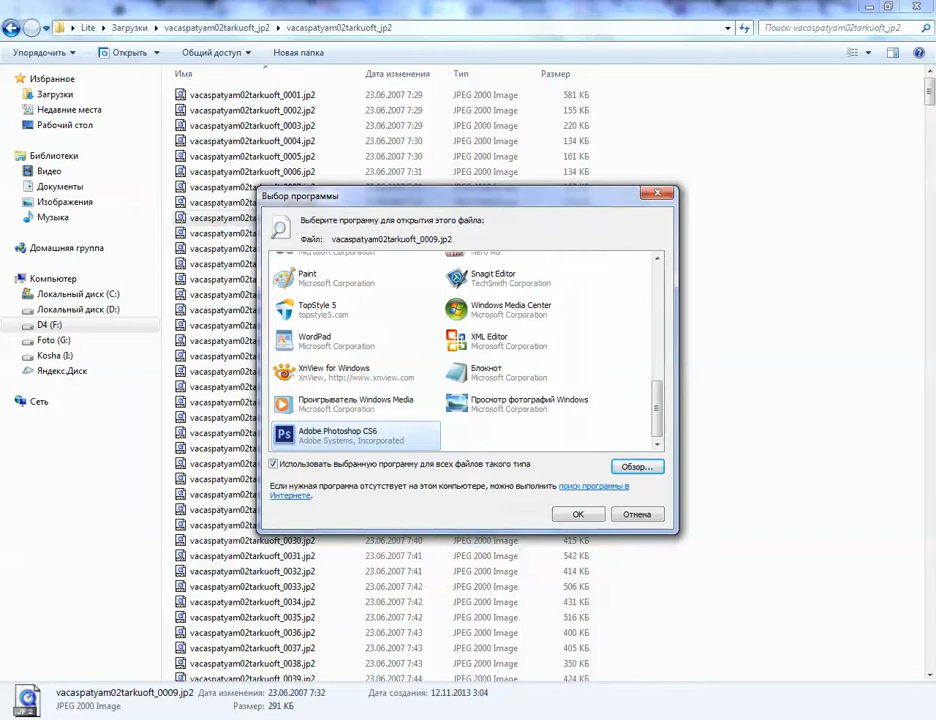 Lite ▸ Загрузки ▸ vacaspatyam02tarkuoft_jp2 ▸ vacaspatyam02tarkuoft_jp2
Поиск: vacaspatyam02tarkuoft_jp2
Упорядочить Открыть Общий доступ Новая папка
Избранное
Загрузки
Недавние места
Рабочий стол
Библиотеки
Видео
Документы
Изображения
Музыка
Домашняя группа
Компьютер
Локальный диск (C:)
Локальный диск (D:)
D4 (F:)
Foto (G:)
Kosha (I:)
Яндекс.Диск
Сеть
Имя Дата изменения Тип Размер
vacaspatyam02tarkuoft_0001.jp2 23.06.2007 7:29 JPEG 2000 Image 581 КБ
vacaspatyam02tarkuoft_0002.jp2 23.06.2007 7:29 JPEG 2000 Image 155 КБ
vacaspatyam02tarkuoft_0003.jp2 23.06.2007 7:29 JPEG 2000 Image 220 КБ
vacaspatyam02tarkuoft_0004.jp2 23.06.2007 7:30 JPEG 2000 Image 134 КБ
vacaspatyam02tarkuoft_0005.jp2 23.06.2007 7:30 JPEG 2000 Image 161 КБ
vacaspatyam02tarkuoft_0006.jp2 23.06.2007 7:31 JPEG 2000 Image 134 КБ
Выбор программы
Выберите программу для открытия этого файла:
Файл: vacaspatyam02tarkuoft_0009.jp2
Paint
Microsoft Corporation
Snagit Editor
TechSmith Corporation
TopStyle 5
topstyle5.com
Windows Media Center
Microsoft Corporation
WordPad
Microsoft Corporation
XML Editor
Microsoft Corporation
XnView for Windows
XnView, http://www.xnview.com
Блокнот
Microsoft Corporation
Проигрыватель Windows Media
Microsoft Corporation
Просмотр фотографий Windows
Microsoft Corporation
Adobe Photoshop CS6
Adobe Systems, Incorporated
Использовать выбранную программу для всех файлов такого типа
Обзор...
Если нужная программа отсутствует на этом компьютере, можно выполнить поиск программы в
Интернете.
ОК Отмена
vacaspatyam02tarkuoft_0030.jp2 23.06.2007 7:40 JPEG 2000 Image 415 КБ
vacaspatyam02tarkuoft_0031.jp2 23.06.2007 7:41 JPEG 2000 Image 542 КБ
vacaspatyam02tarkuoft_0032.jp2 23.06.2007 7:41 JPEG 2000 Image 414 КБ
vacaspatyam02tarkuoft_0033.jp2 23.06.2007 7:42 JPEG 2000 Image 506 КБ
vacaspatyam02tarkuoft_0034.jp2 23.06.2007 7:42 JPEG 2000 Image 431 КБ
vacaspatyam02tarkuoft_0035.jp2 23.06.2007 7:42 JPEG 2000 Image 516 КБ
vacaspatyam02tarkuoft_0036.jp2 23.06.2007 7:43 JPEG 2000 Image 400 КБ
vacaspatyam02tarkuoft_0037.jp2 23.06.2007 7:43 JPEG 2000 Image 405 КБ
vacaspatyam02tarkuoft_0038.jp2 23.06.2007 7:43 JPEG 2000 Image 350 КБ
vacaspatyam02tarkuoft_0039.jp2 23.06.2007 7:43 JPEG 2000 Image 424 КБ
vacaspatyam02tarkuoft_0009.jp2 Дата изменения: 23.06.2007 7:32 Дата создания: 12.11.2013 3:04
JPEG 2000 Image Размер: 291 КБ